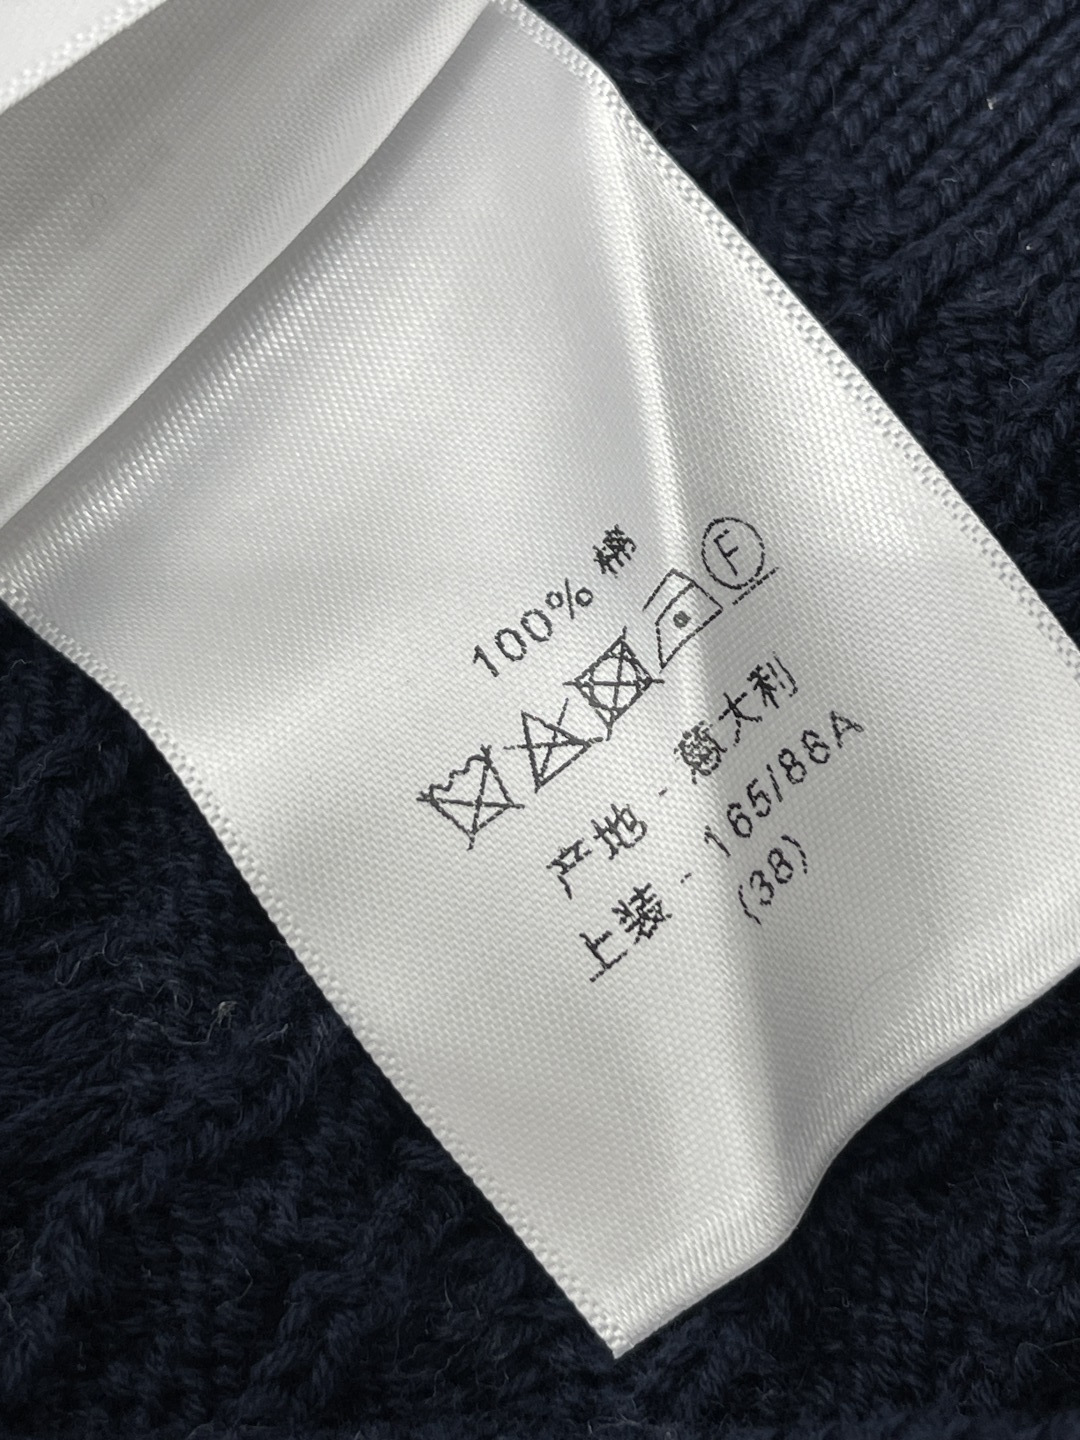 100% 棉
F
产地 - 意大利
上装 - 165/88A
(38)